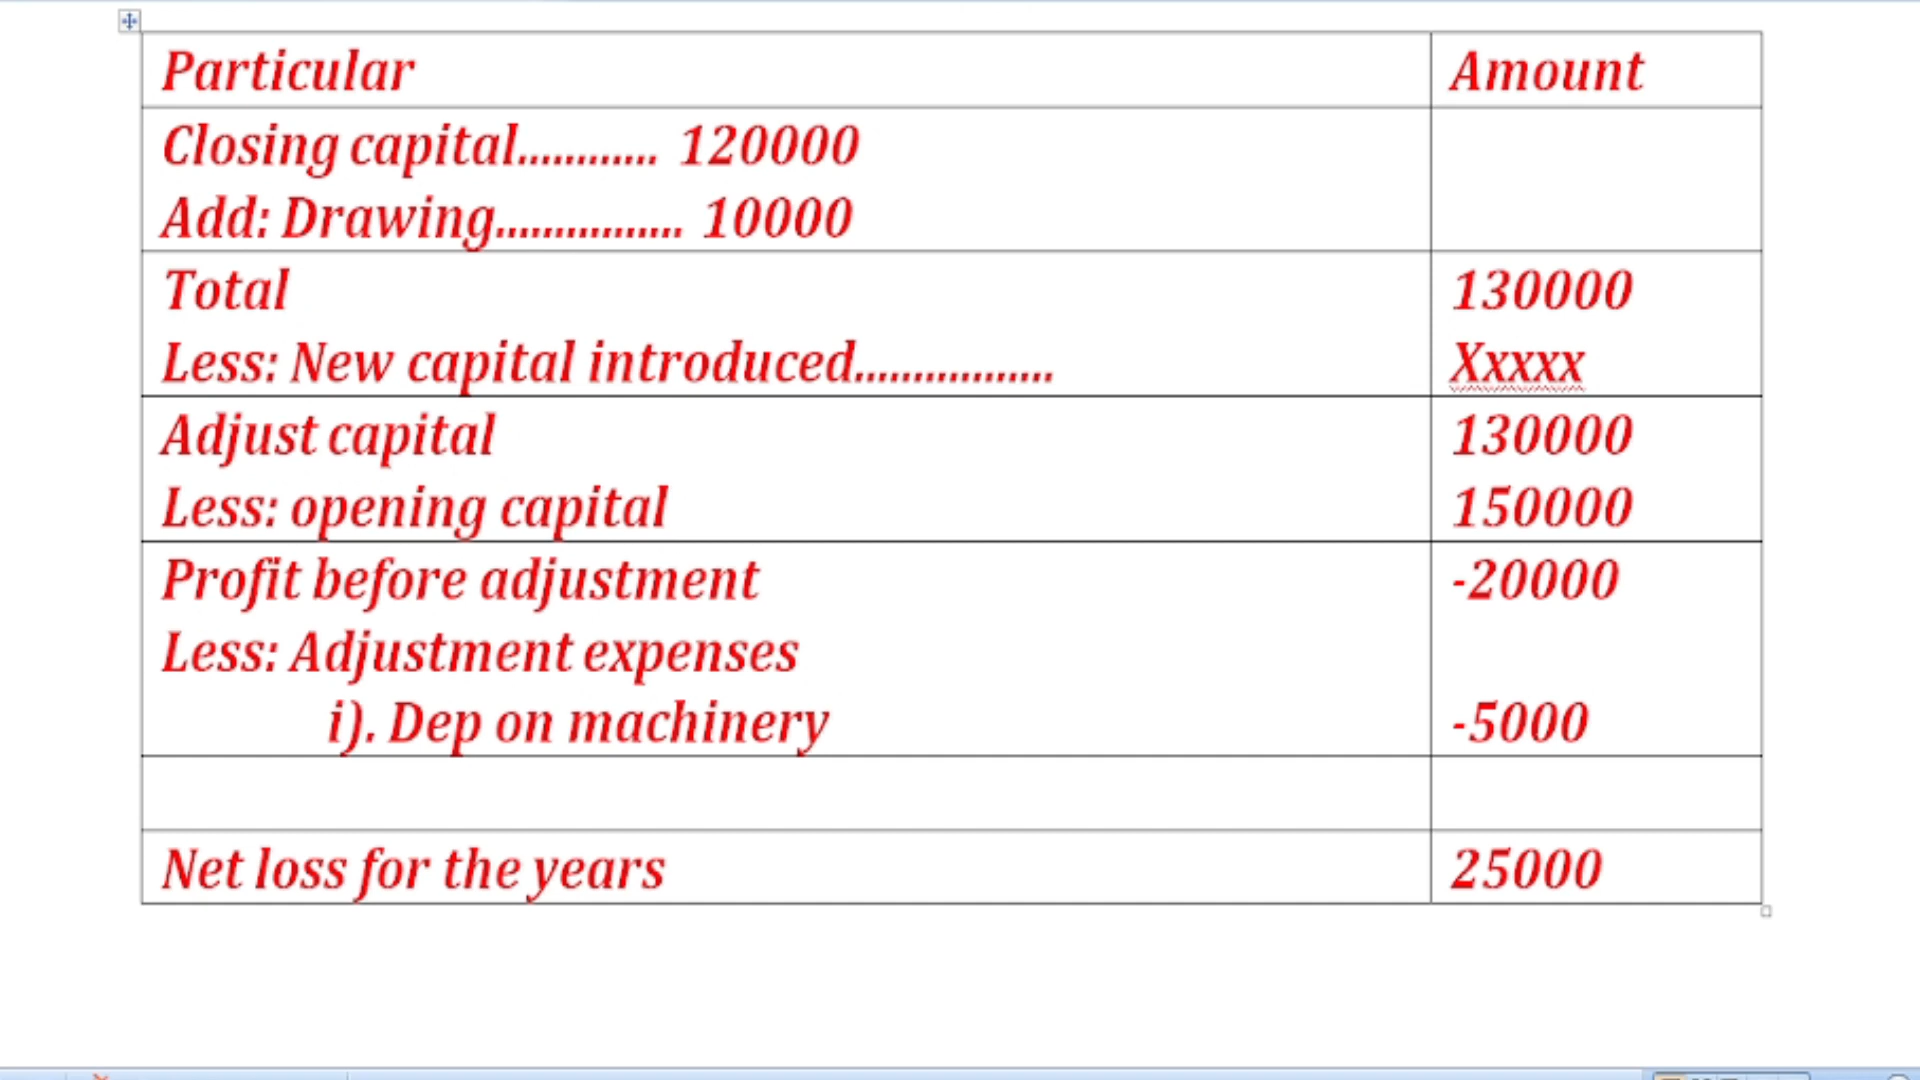 Particular Amount
Closing capital............ 120000
Add: Drawing................ 10000
Total 130000
Less: New capital introduced................. Xxxxx
Adjust capital 130000
Less: opening capital 150000
Profit before adjustment -20000
Less: Adjustment expenses
i). Dep on machinery -5000
Net loss for the years 25000